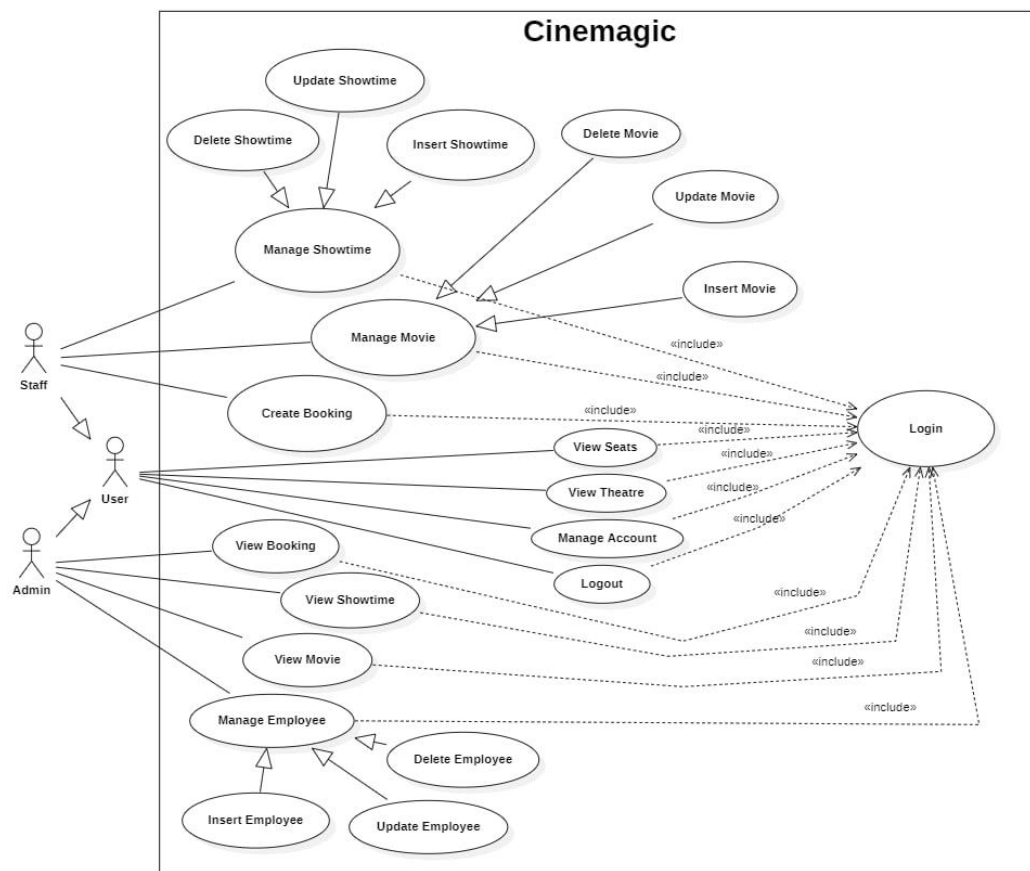 Cinemagic
Update Showtime
Delete Showtime
Insert Showtime
Delete Movie
Update Movie
Manage Showtime
Insert Movie
Manage Movie
«include»
«include»
Staff
Create Booking
«include»
Login
View Seats
«include»
User
View Theatre
«include»
«include»
Manage Account
«include»
View Booking
Logout
Admin
View Showtime
«include»
«include»
View Movie
«include»
Manage Employee
«include»
Delete Employee
Insert Employee
Update Employee